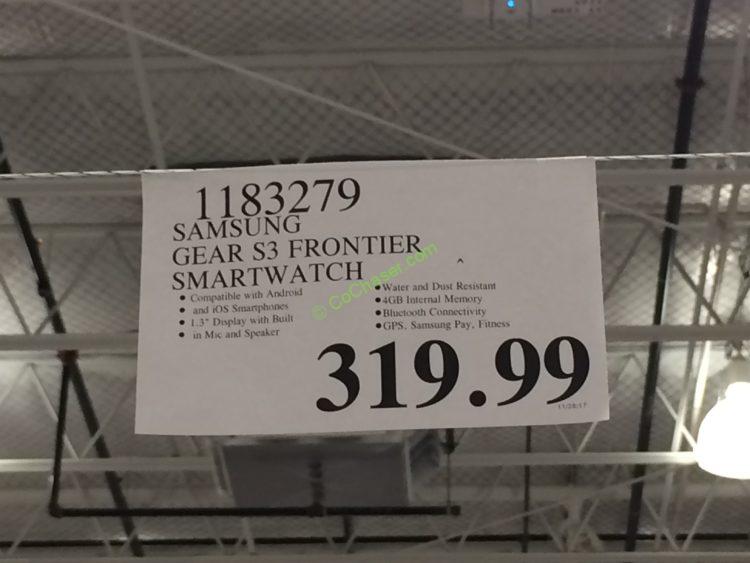 1183279
SAMSUNG
GEAR S3 FRONTIER
SMARTWATCH ^
• Compatible with Android
• and iOS Smartphones
• 1.3" Display with Built
• in Mic and Speaker
• Water and Dust Resistant
• 4GB Internal Memory
• Bluetooth Connectivity
• GPS, Samsung Pay, Fitness
319.99
11/28/17
© CoChaser.com